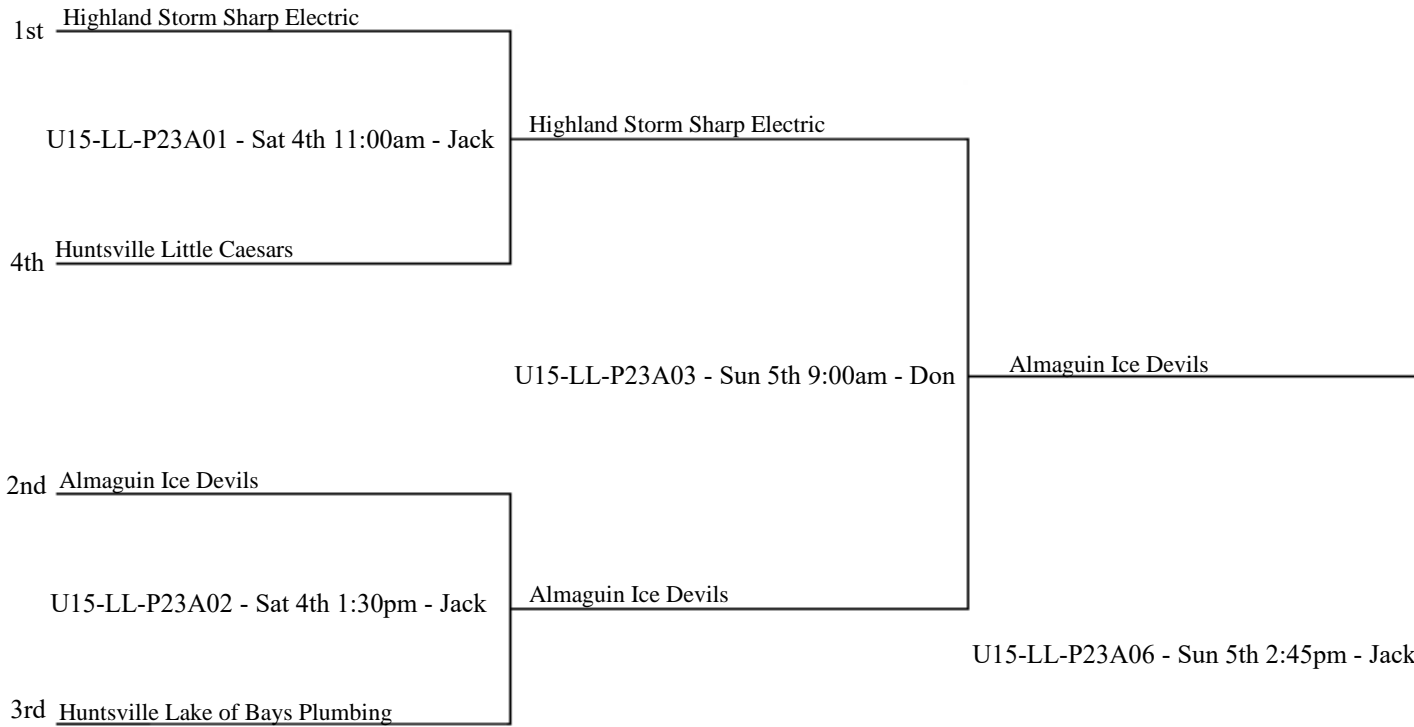 Highland Storm Sharp Electric
1st
U15-LL-P23A01 - Sat 4th 11:00am - Jack
Highland Storm Sharp Electric
Huntsville Little Caesars
4th
U15-LL-P23A03 - Sun 5th 9:00am - Don
Almaguin Ice Devils
2nd
Almaguin Ice Devils
U15-LL-P23A02 - Sat 4th 1:30pm - Jack
Almaguin Ice Devils
U15-LL-P23A06 - Sun 5th 2:45pm - Jack
3rd
Huntsville Lake of Bays Plumbing